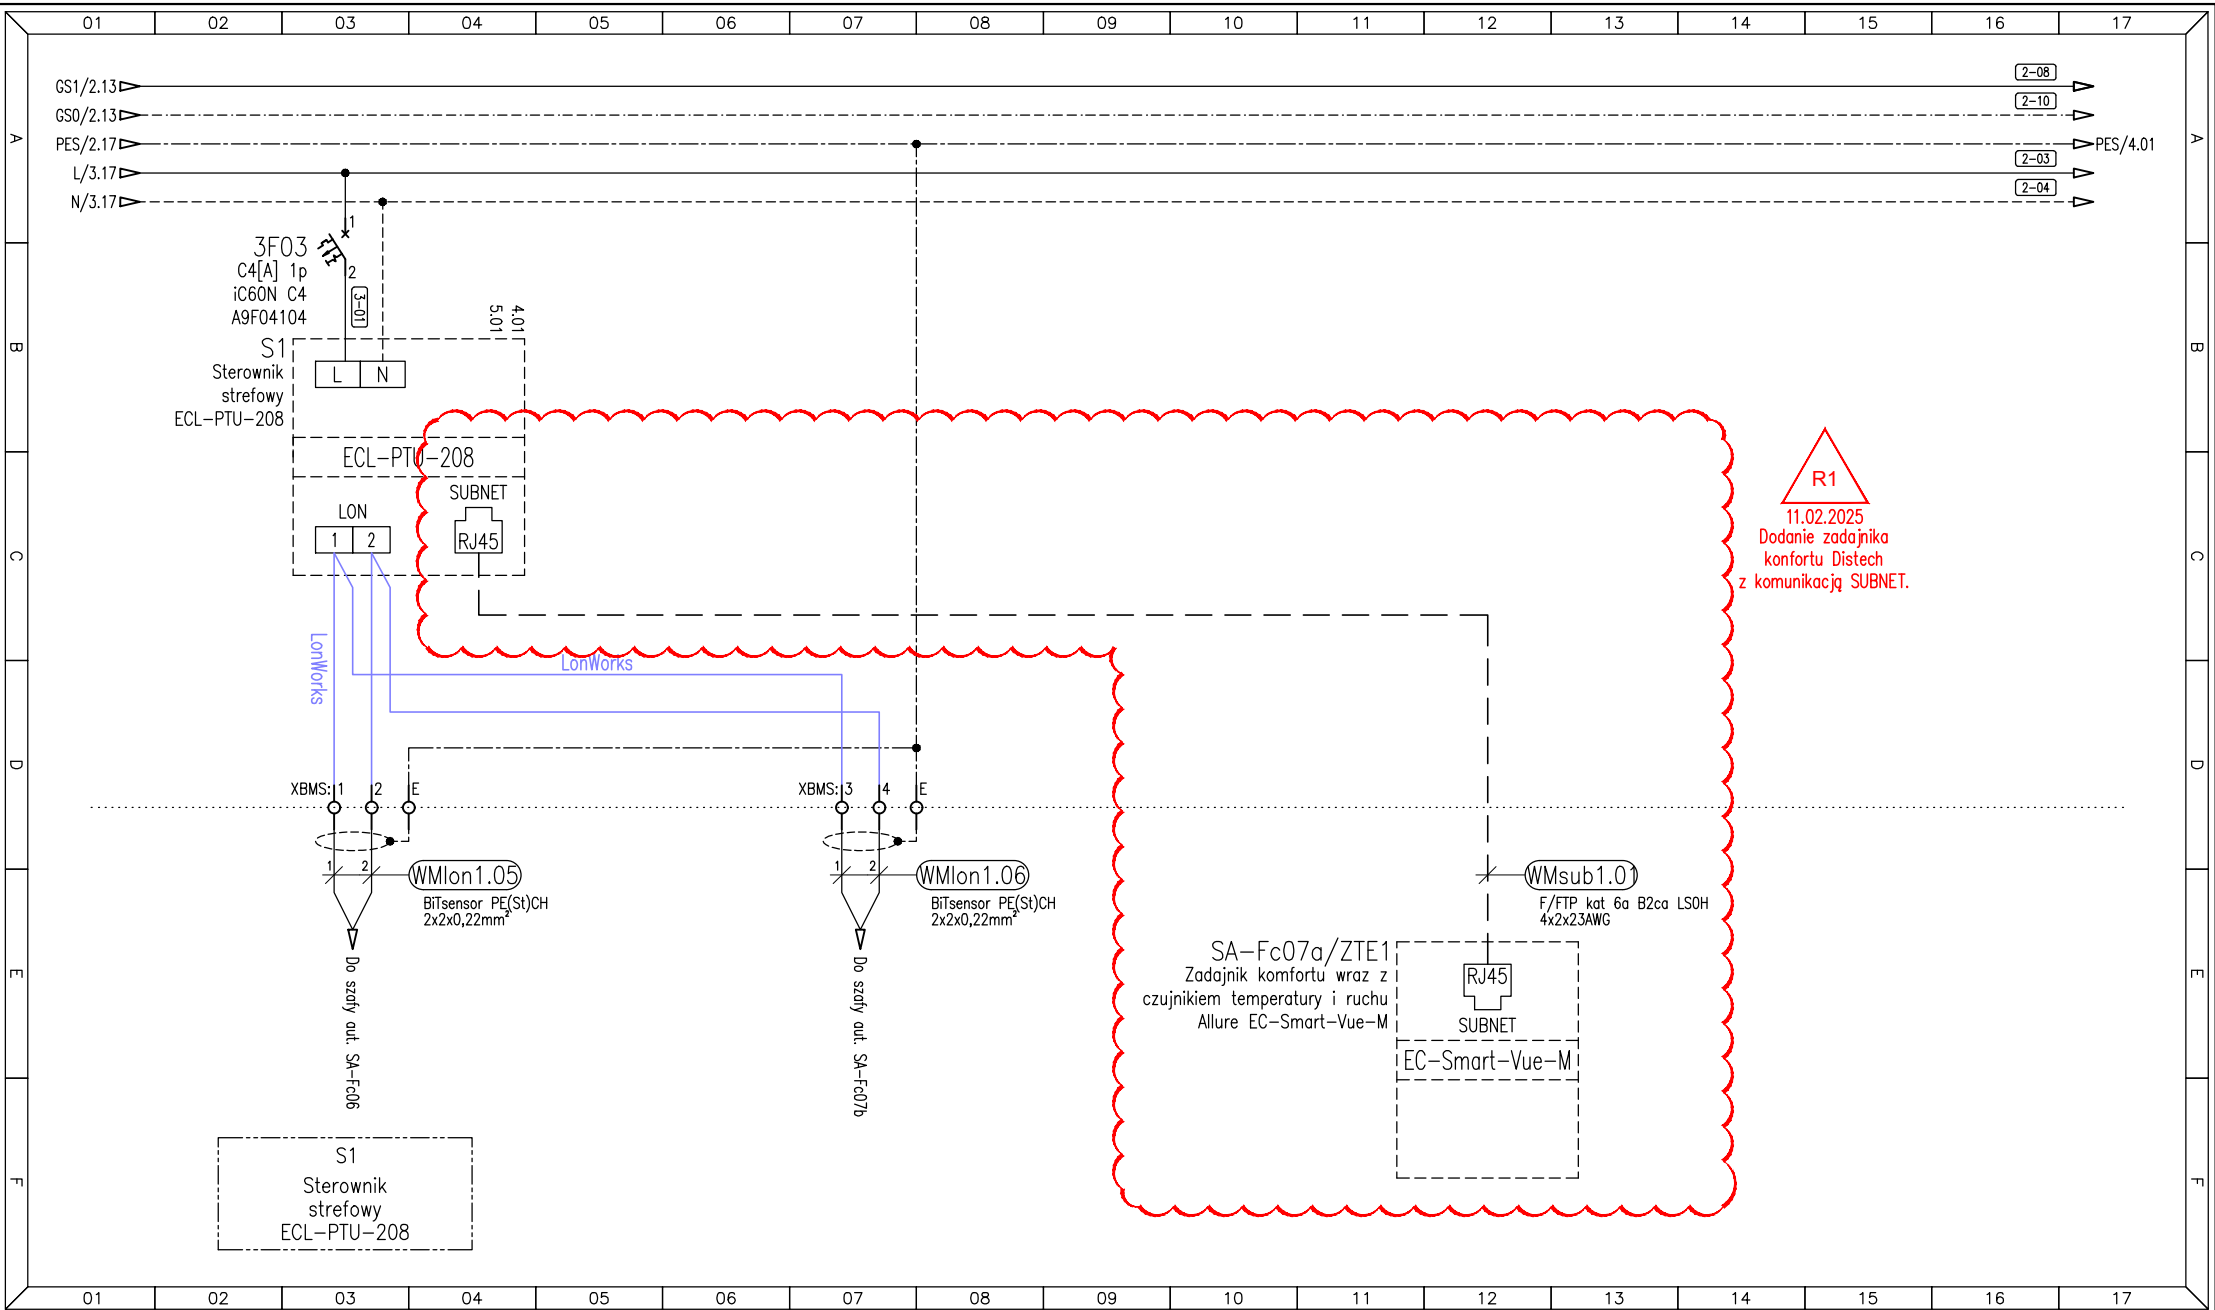 01 02 03 04 05 06 07 08 09 10 11 12 13 14 15 16 17
GS1/2.13
2-08
GS0/2.13
2-10
PES/2.17
PES/4.01
L/3.17
2-03
N/3.17
2-04
A
A
1
3F03
C4[A] 1p
iC60N C4
A9F04104
2
3-01
4.01
5.01
B
B
S1
Sterownik
strefowy
ECL-PTU-208
L N
ECL-PTU-208
SUBNET
RJ45
LON
1 2
R1
11.02.2025
Dodanie zadajnika
konfortu Distech
z komunikacją SUBNET.
C
C
LonWorks
LonWorks
D
D
XBMS: 1 2 E
XBMS: 3 4 E
1 2
WMlon1.05
BiTsensor PE(St)CH
2x2x0,22mm²
1 2
WMlon1.06
BiTsensor PE(St)CH
2x2x0,22mm²
WMsub1.01
F/FTP kat 6a B2ca LS0H
4x2x23AWG
Do szafy aut. SA-Fc06
Do szafy aut. SA-Fc07b
E
E
SA-Fc07a/ZTE1
Zadajnik komfortu wraz z
czujnikiem temperatury i ruchu
Allure EC-Smart-Vue-M
RJ45
SUBNET
EC-Smart-Vue-M
F
F
S1
Sterownik
strefowy
ECL-PTU-208
01 02 03 04 05 06 07 08 09 10 11 12 13 14 15 16 17